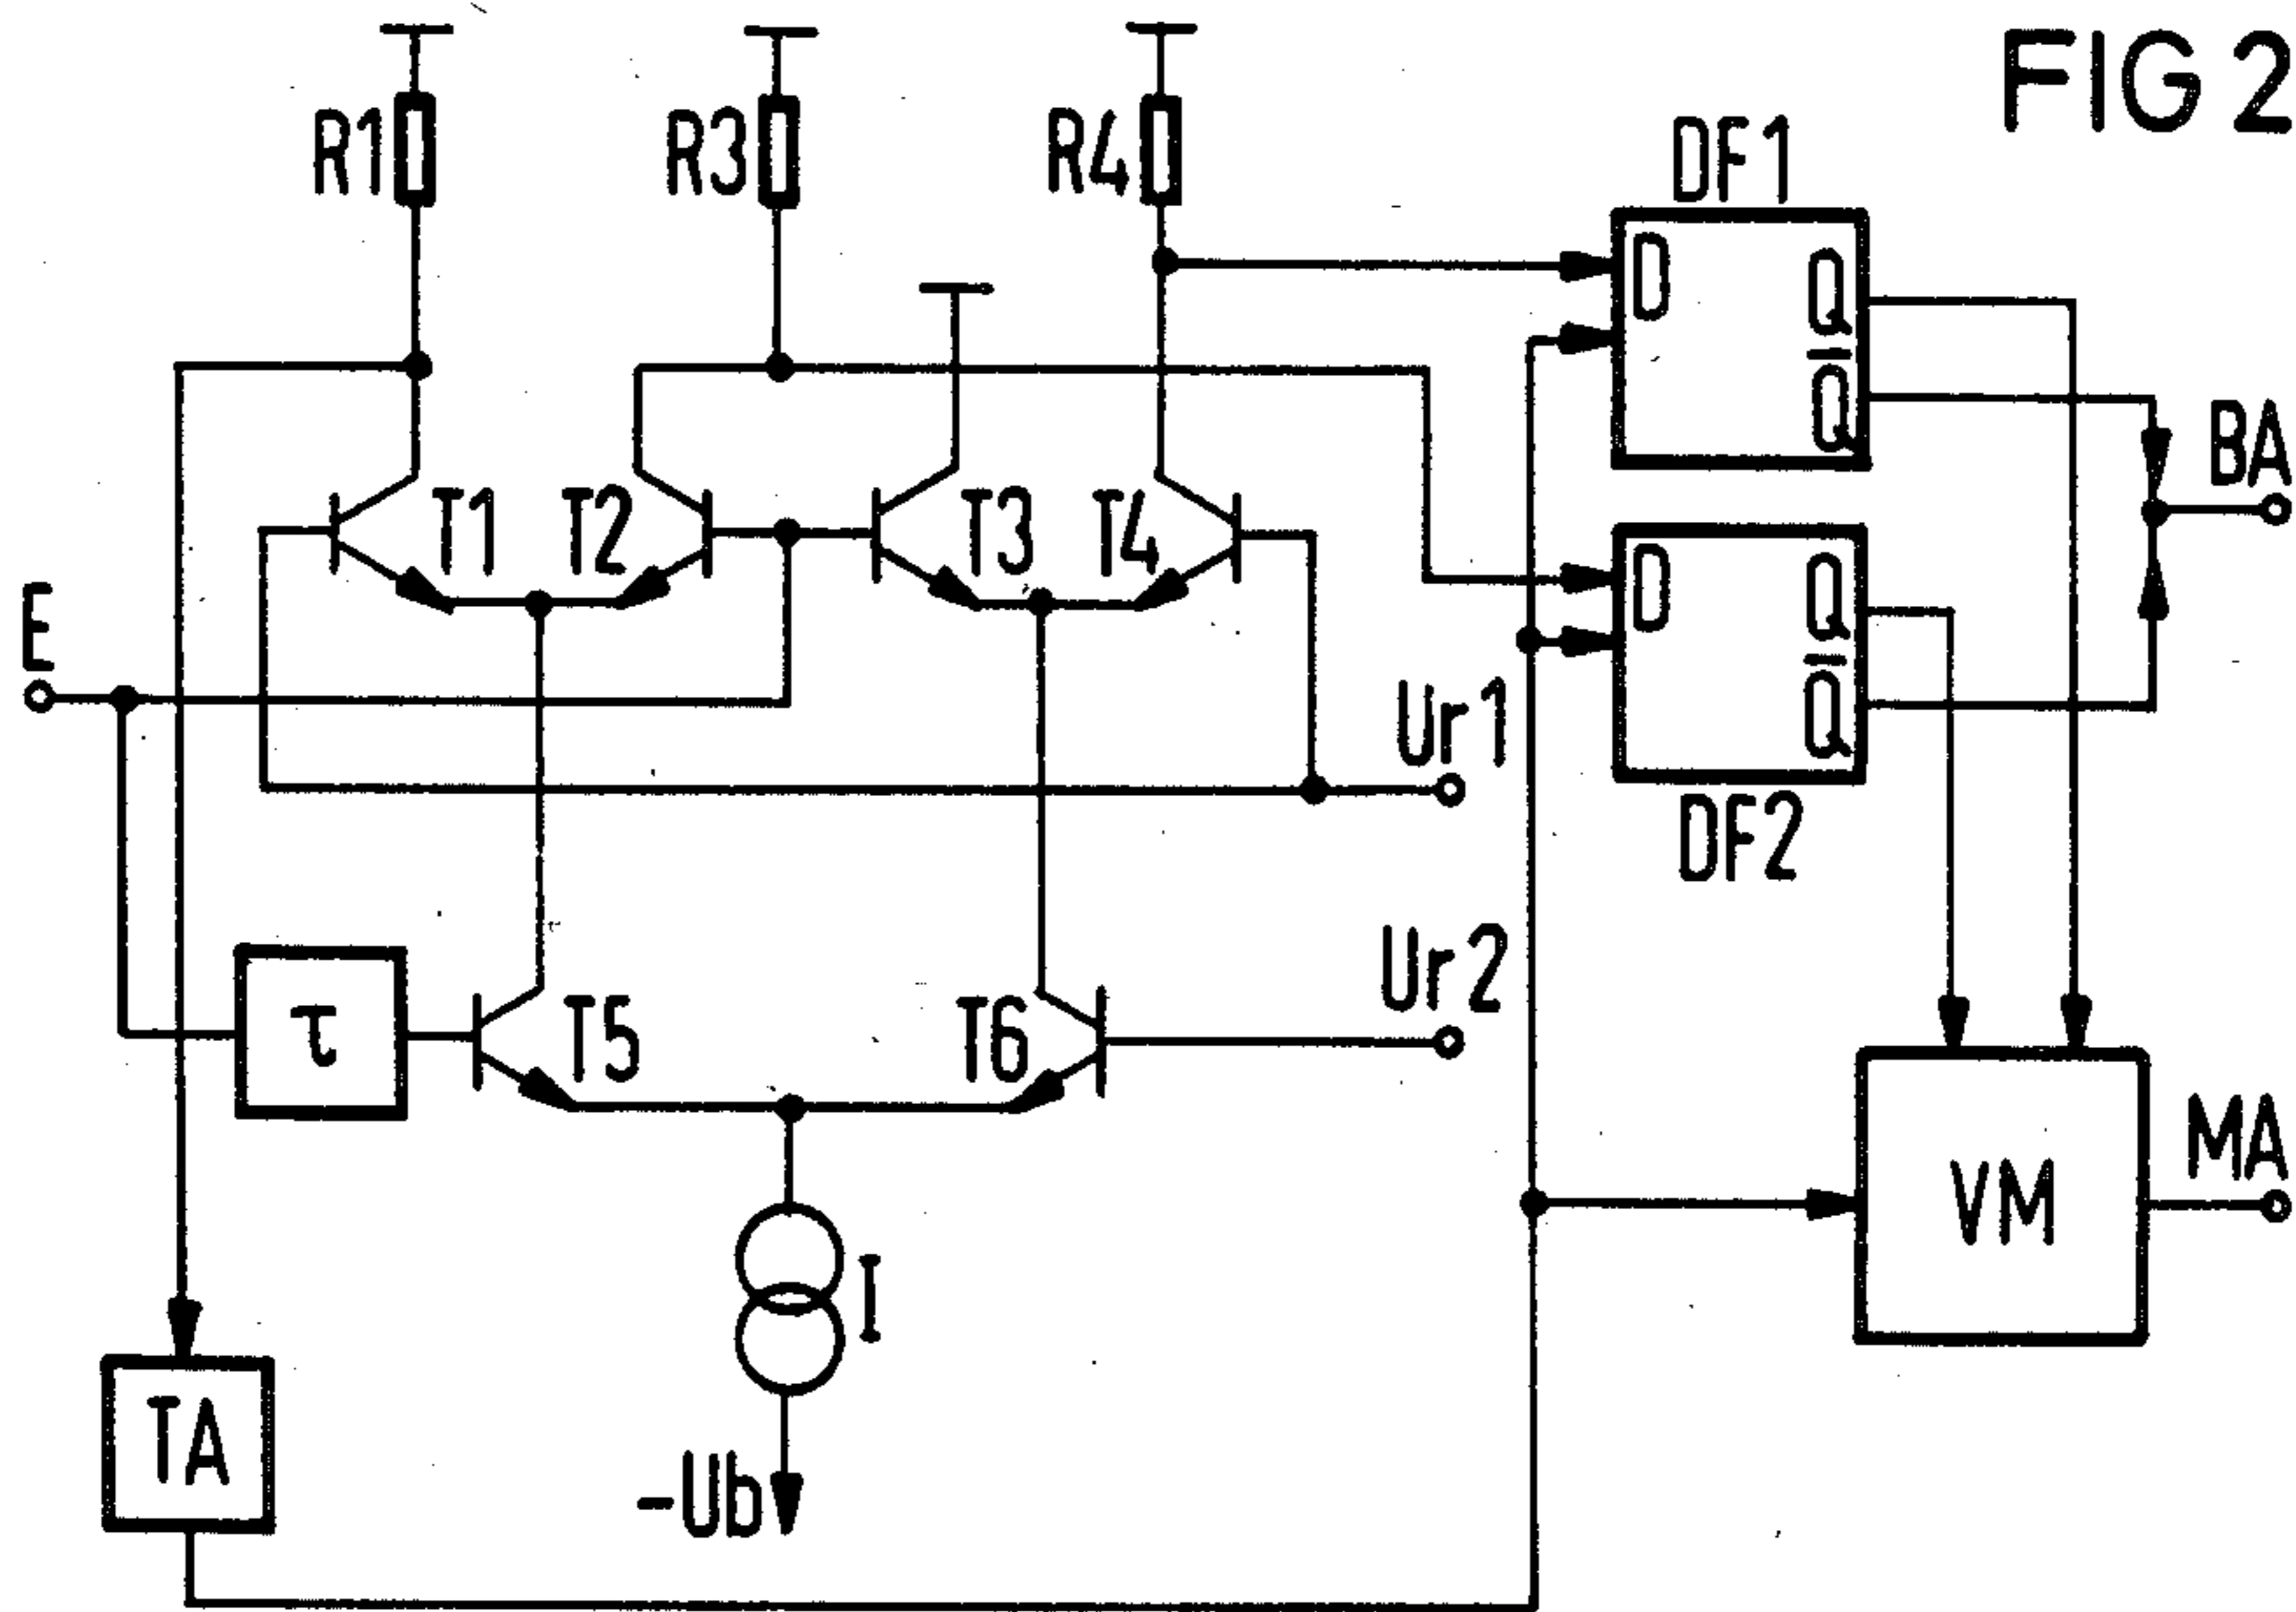 FIG 2
R1
R3
R4
DF1
D
Q
Q̅
BA
T1
T2
T3
T4
D
Q
Q̅
E
Ur1
DF2
Ur2
τ
T5
T6
VM
MA
I
TA
-Ub